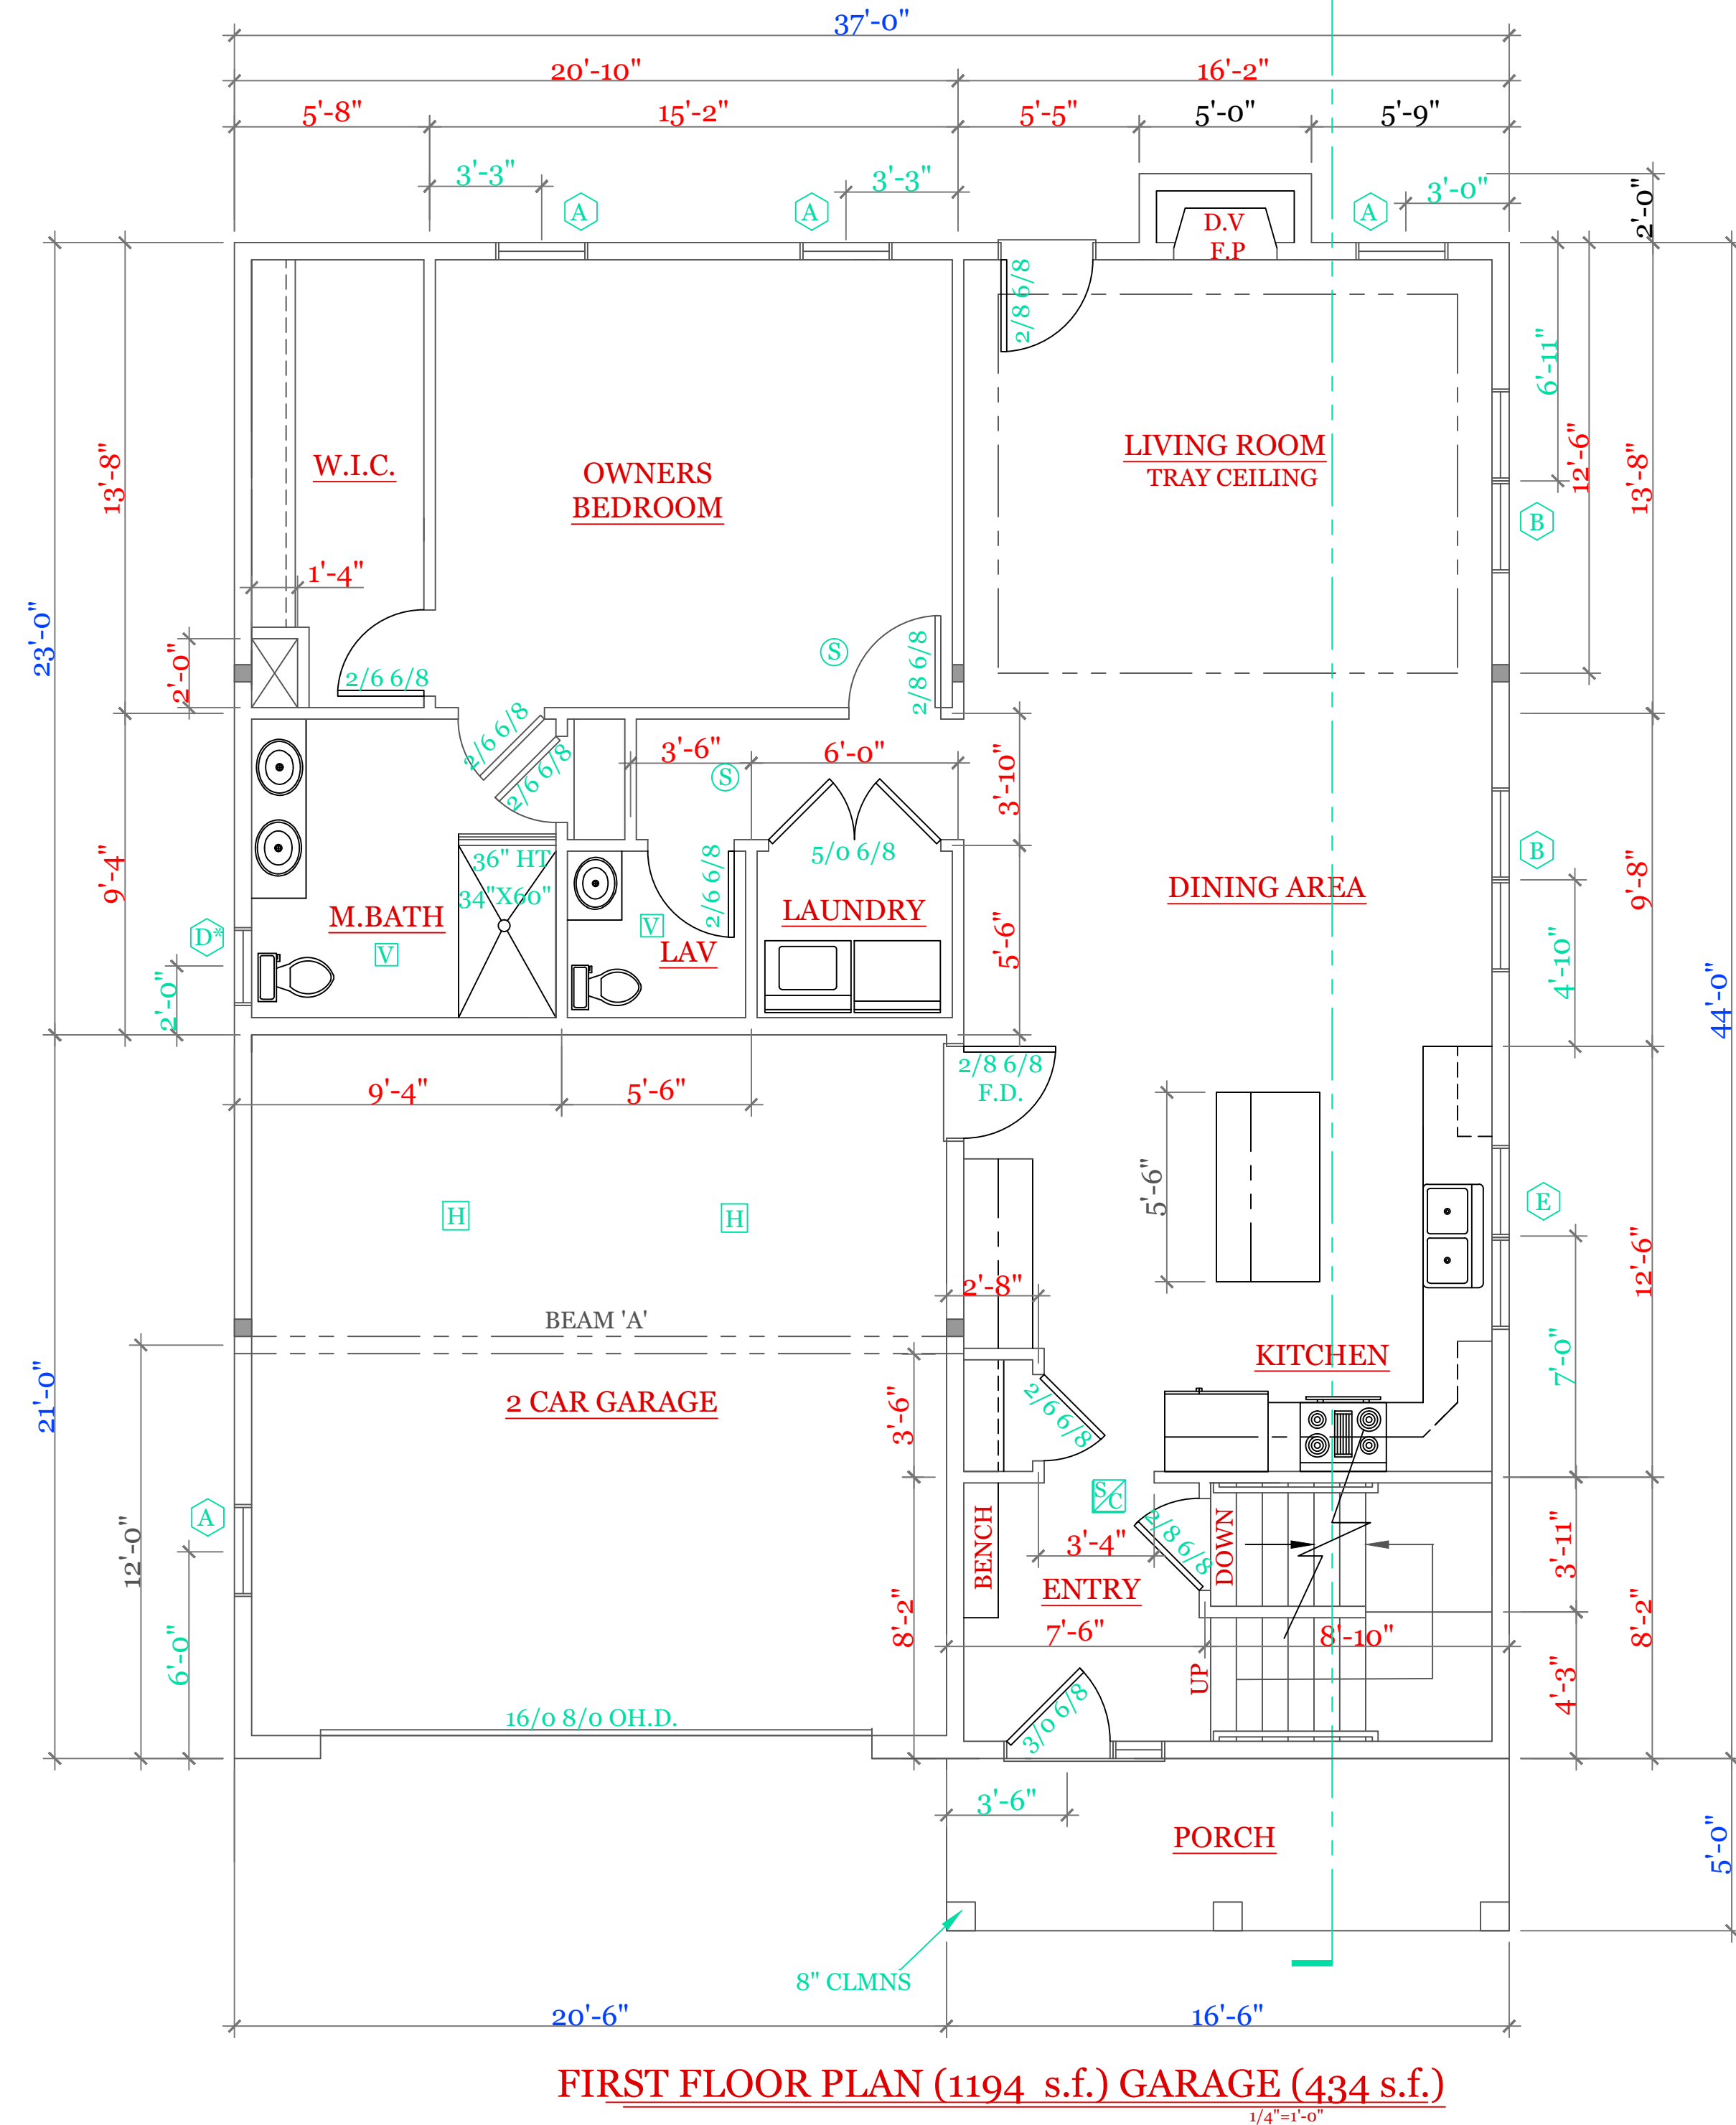 37'-0"
20'-10"
16'-2"
5'-8"
15'-2"
5'-5"
5'-0"
5'-9"
3'-3"
3'-3"
3'-0"
2'-0"
A
A
A
D.V
F.P
2/8 6/8
6'-11"
12'-6"
13'-8"
13'-8"
W.I.C.
OWNERS
BEDROOM
LIVING ROOM
TRAY CEILING
B
1'-4"
23'-0"
2'-0"
2/6 6/8
S
2/8 6/8
2/6 6/8
2/6 6/8
3'-6"
S
6'-0"
3'-10"
5/0 6/8
B
9'-4"
36" HT
34"X60"
2/6 6/8
M.BATH
V
V
LAV
LAUNDRY
DINING AREA
9'-8"
D*
2'-0"
5'-6"
4'-10"
44'-0"
2/8 6/8
F.D.
9'-4"
5'-6"
5'-6"
H
H
E
2'-8"
12'-6"
BEAM 'A'
KITCHEN
7'-0"
21'-0"
2 CAR GARAGE
3'-6"
2/6 6/8
A
12'-0"
S/C
BENCH
3'-4"
2/8 6/8
DOWN
3'-11"
ENTRY
6'-0"
8'-2"
7'-6"
8'-10"
8'-2"
UP
4'-3"
16/0 8/0 OH.D.
3/0 6/8
3'-6"
PORCH
5'-0"
8" CLMNS
20'-6"
16'-6"
FIRST FLOOR PLAN (1194 s.f.) GARAGE (434 s.f.)
1/4"=1'-0"